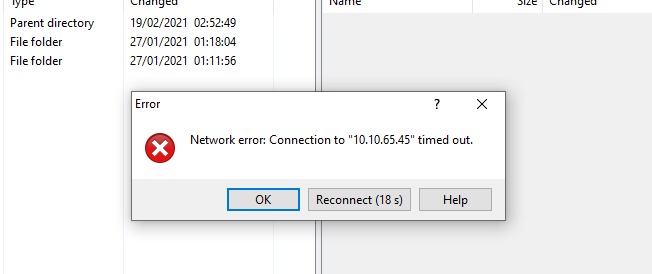 Type Changed Name Size Changed
Parent directory 19/02/2021 02:52:49
File folder 27/01/2021 01:18:04
File folder 27/01/2021 01:11:56
Error ?
Network error: Connection to "10.10.65.45" timed out.
OK Reconnect (18 s) Help